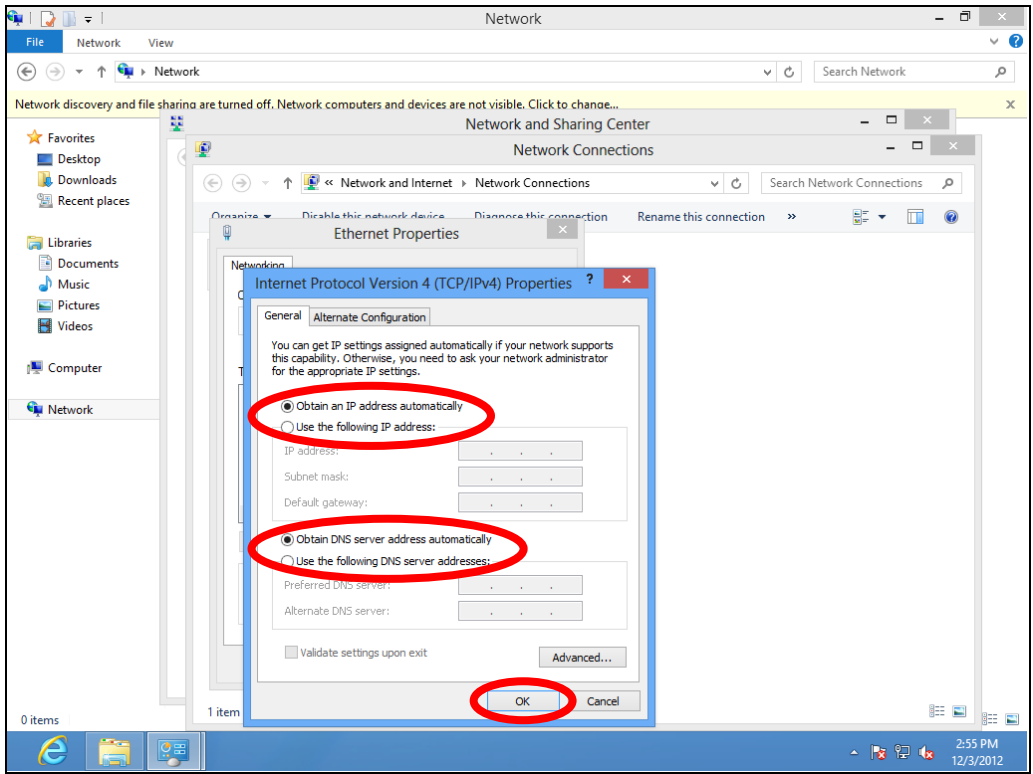 Network
File Network View
Network
Search Network
Network discovery and file sharing are turned off. Network computers and devices are not visible. Click to change...
Favorites
Desktop
Downloads
Recent places
Libraries
Documents
Music
Pictures
Videos
Computer
Network
0 items
Network and Sharing Center
Network Connections
« Network and Internet Network Connections
Search Network Connections
Organize Disable this network device Diagnose this connection Rename this connection »
1 item
Ethernet Properties
Networking
Internet Protocol Version 4 (TCP/IPv4) Properties ?
General Alternate Configuration
You can get IP settings assigned automatically if your network supports
this capability. Otherwise, you need to ask your network administrator
for the appropriate IP settings.
Obtain an IP address automatically
Use the following IP address:
IP address: . . .
Subnet mask: . . .
Default gateway: . . .
Obtain DNS server address automatically
Use the following DNS server addresses:
Preferred DNS server: . . .
Alternate DNS server: . . .
Validate settings upon exit
Advanced...
OK Cancel
2:55 PM
12/3/2012